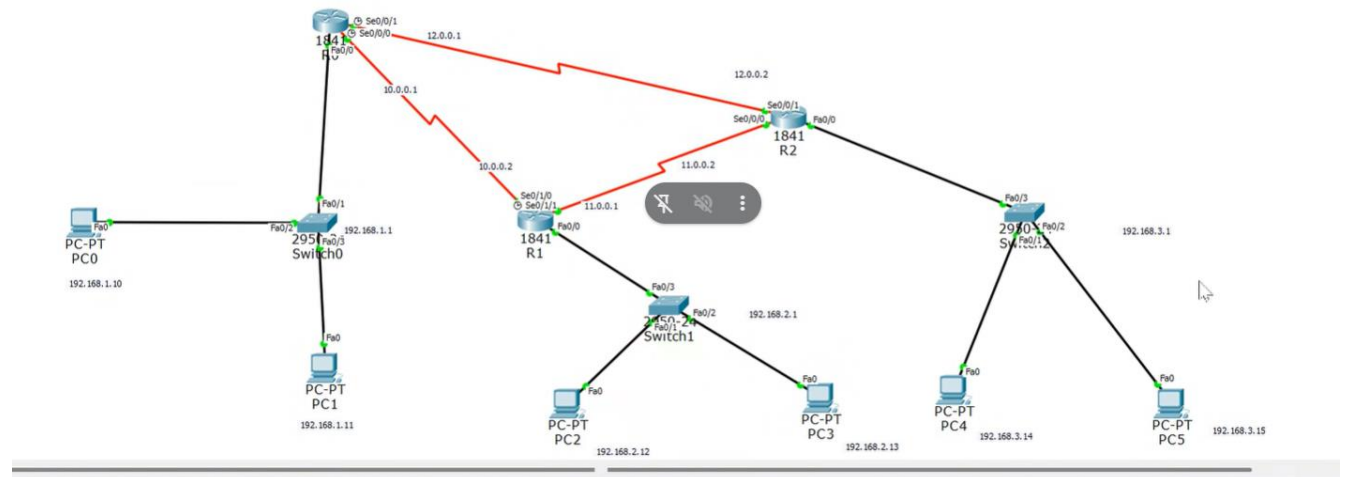 Se0/0/1
Se0/0/0
1841
R0
Fa0/0
12.0.0.1
10.0.0.1
12.0.0.2
Se0/0/1
Se0/0/0
Fa0/0
1841
R2
10.0.0.2
11.0.0.2
Se0/1/0
Se0/1/1
11.0.0.1
Fa0/0
1841
R1
Fa0/1
Fa0/2
Fa0/3
Switch0
192.168.1.1
Fa0
PC-PT
PC0
192.168.1.10
Fa0
PC-PT
PC1
192.168.1.11
Fa0/3
Fa0/2
Fa0/1
2950-24
Switch1
192.168.2.1
Fa0
PC-PT
PC2
192.168.2.12
Fa0
PC-PT
PC3
192.168.2.13
Fa0/3
Fa0/2
Fa0/1
Switch2
192.168.3.1
Fa0
PC-PT
PC4
192.168.3.14
Fa0
PC-PT
PC5
192.168.3.15